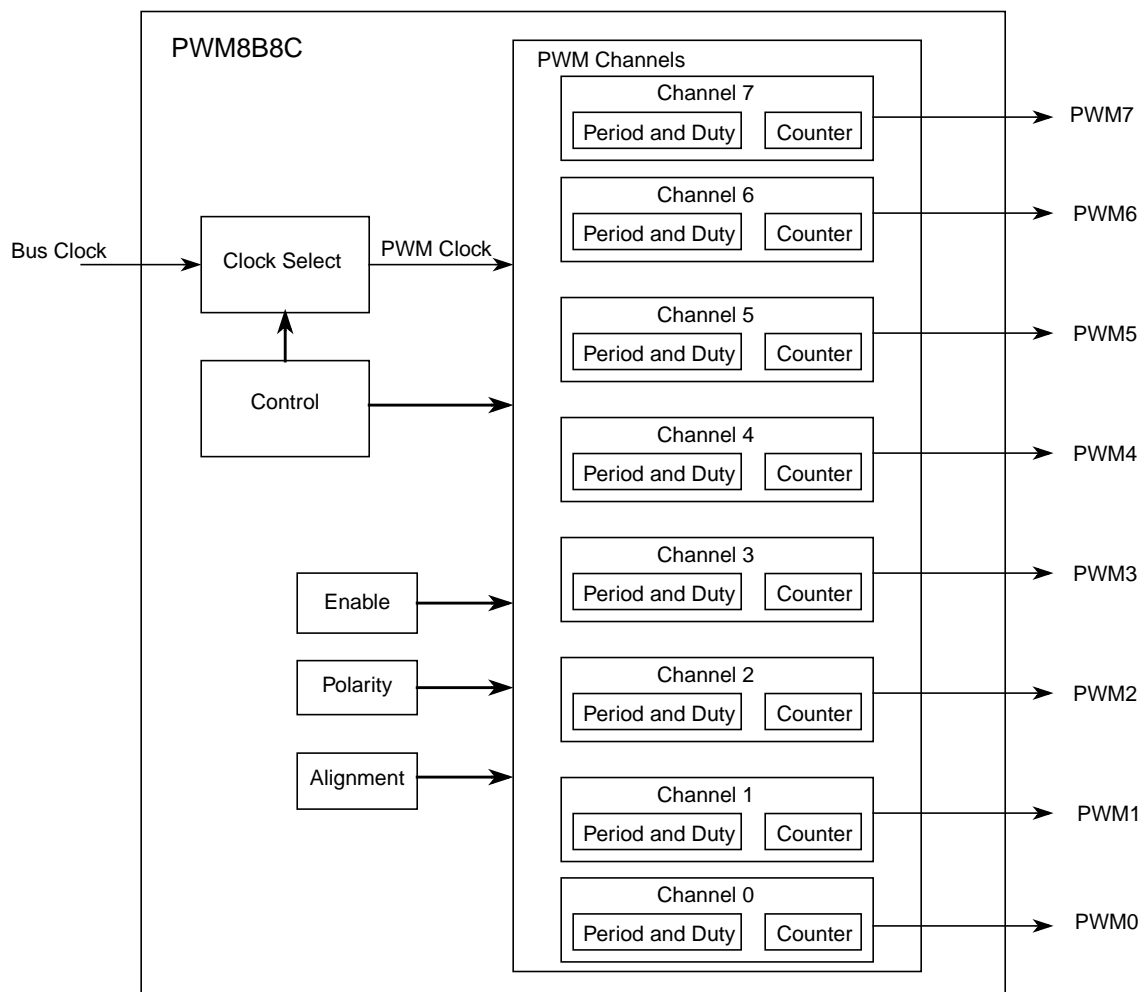 PWM8B8C
PWM Channels
Channel 7
Period and Duty
Counter
PWM7
Channel 6
Period and Duty
Counter
PWM6
Bus Clock
Clock Select
PWM Clock
Channel 5
Period and Duty
Counter
PWM5
Control
Channel 4
Period and Duty
Counter
PWM4
Channel 3
Period and Duty
Counter
PWM3
Enable
Polarity
Channel 2
Period and Duty
Counter
PWM2
Alignment
Channel 1
Period and Duty
Counter
PWM1
Channel 0
Period and Duty
Counter
PWM0